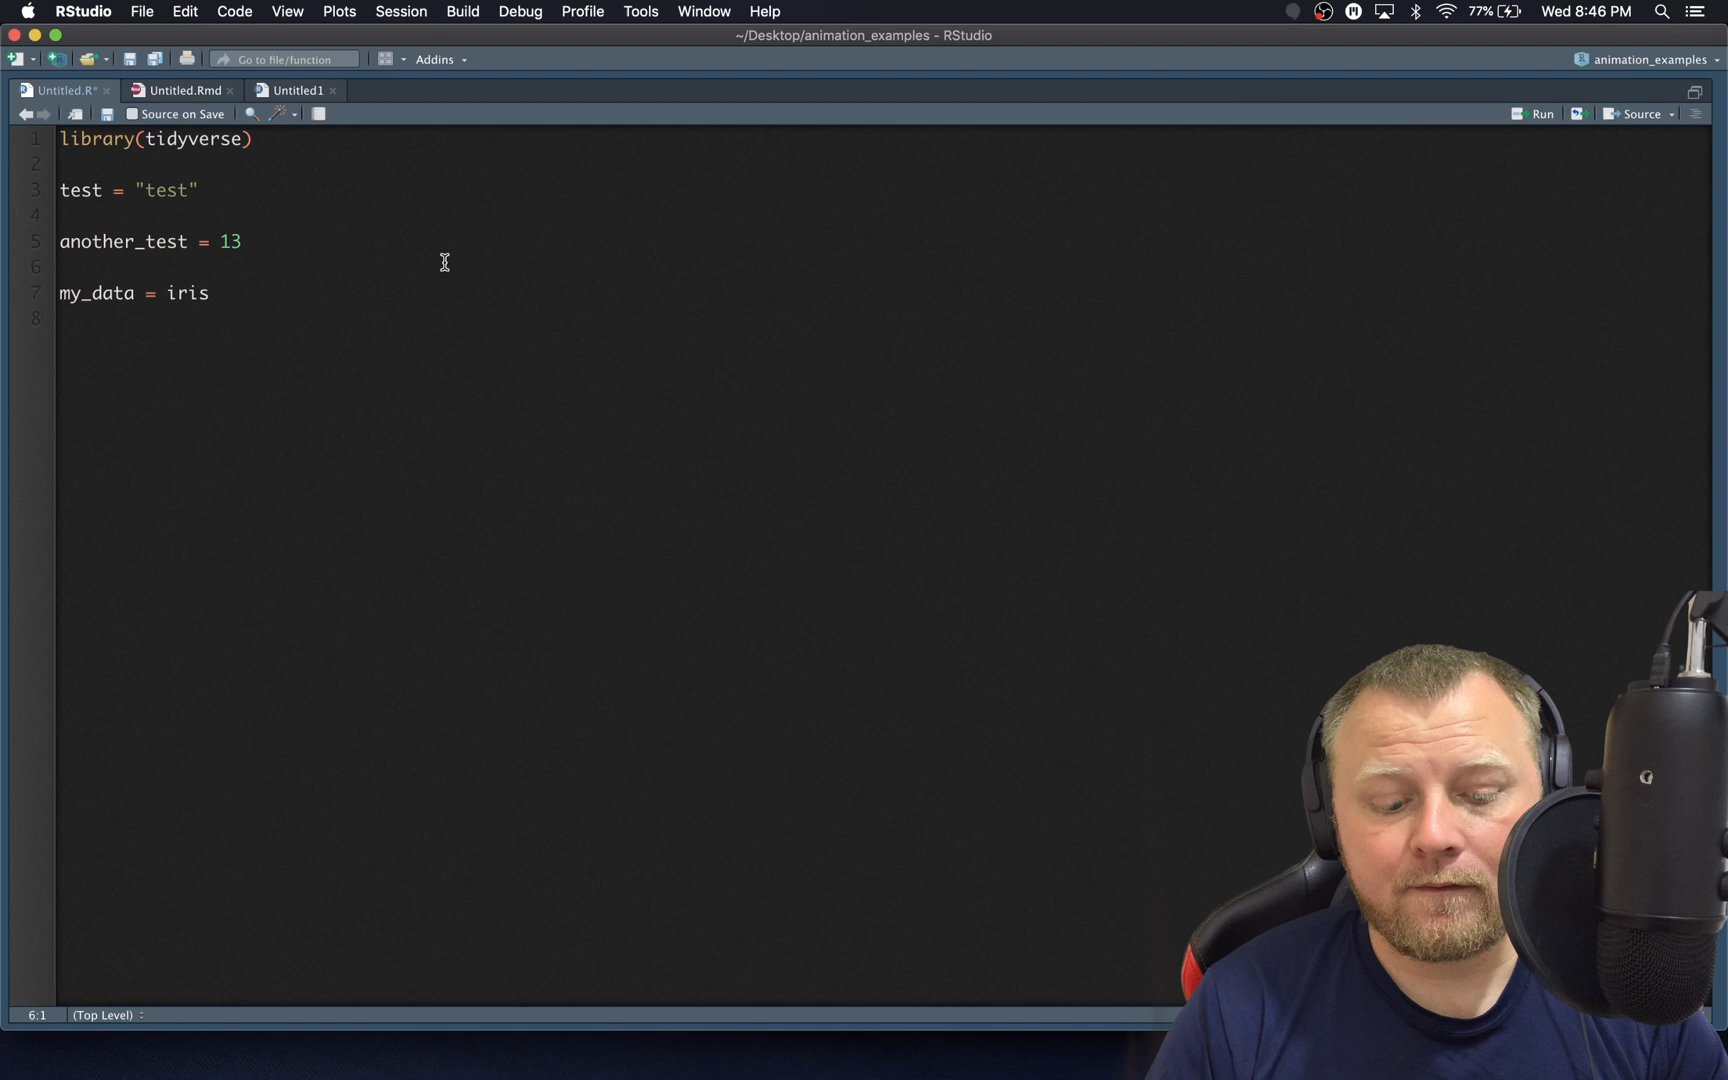 RStudio File Edit Code View Plots Session Build Debug Profile Tools Window Help 77% Wed 8:46 PM
~/Desktop/animation_examples - RStudio
Go to file/function Addins animation_examples
Untitled.R* Untitled.Rmd Untitled1
Source on Save Run Source
1 library(tidyverse)
2
3 test = "test"
4
5 another_test = 13
6
7 my_data = iris
8
6:1 (Top Level)